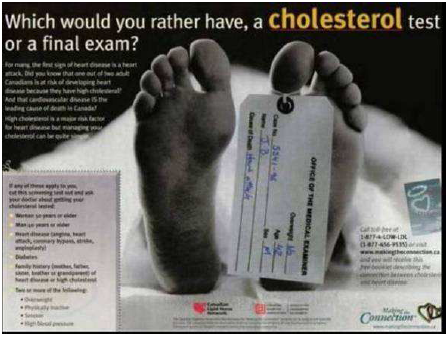 Which would you rather have, a cholesterol test
or a final exam?
For many, the first sign of heart disease is a heart
attack. Did you know that one out of two adult
Canadians is at risk of developing heart
disease because they have high cholesterol?
And that cardiovascular disease IS the
leading cause of death in Canada?
High cholesterol is a major risk factor
for heart disease but managing your
cholesterol can be quite simple.
If any of these apply to you,
cut this screening tool out and ask
your doctor about getting your
cholesterol tested:
Women 50 years or older
Men 40 years or older
Heart disease (angina, heart
attack, coronary bypass, stroke,
angioplasty)
Diabetes
Family history (mother, father,
sister, brother or grandparent) of
heart disease or high cholesterol
Two or more of the following:
• Overweight
• Physically inactive
• Smoker
• High blood pressure
OFFICE OF THE MEDICAL EXAMINER
Case No.
Name J.B.
Age
Sex M
Cause of Death Heart attack
Call toll-free at
1-877-4-LOW-LDL
(1-877-456-9535) or visit
www.makingtheconnection.ca
and you will receive this
free booklet describing the
connection between cholesterol
and heart disease.
Canadian
Lipid Nurse
Network
Making the
Connection
www.makingtheconnection.ca